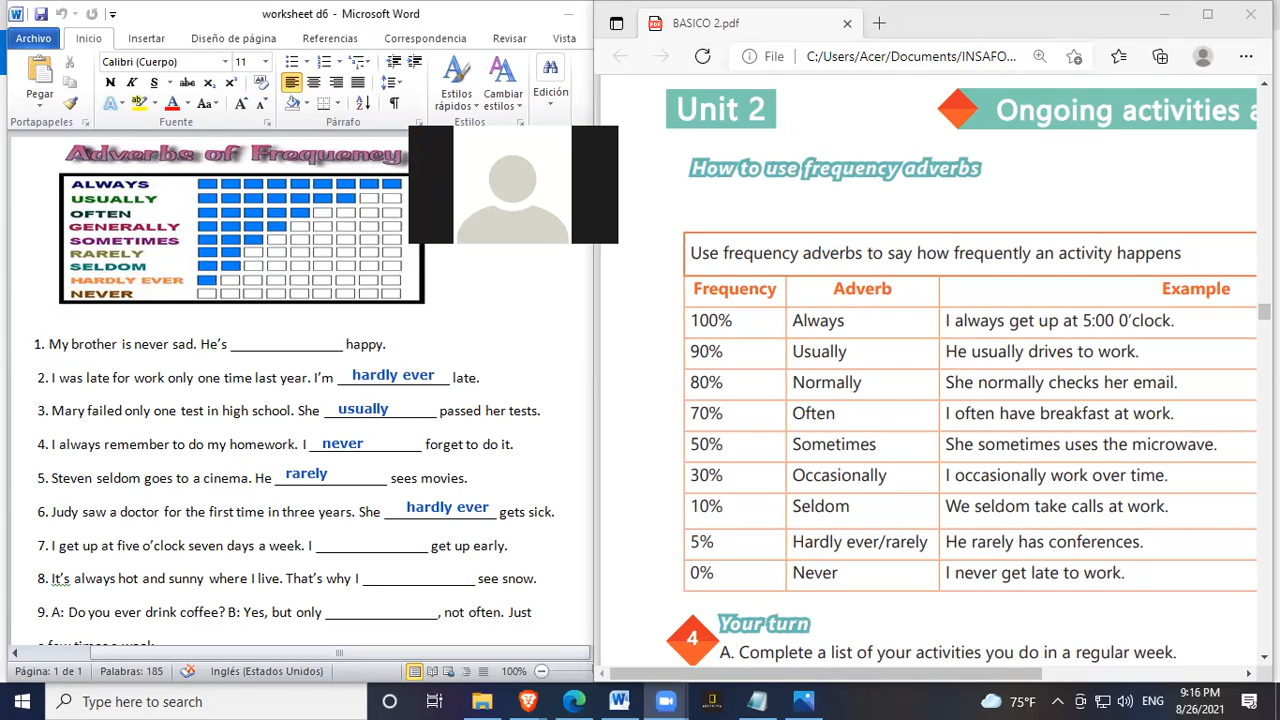 worksheet d6 - Microsoft Word
Archivo Inicio Insertar Diseño de página Referencias Correspondencia Revisar Vista
Calibri (Cuerpo) 11
Pegar
N K S abc x₂ x²
A ab A Aa A A
Estilos rápidos Cambiar estilos Edición
Portapapeles Fuente Párrafo Estilos
Adverbs of Frequency
ALWAYS
USUALLY
OFTEN
GENERALLY
SOMETIMES
RARELY
SELDOM
HARDLY EVER
NEVER
1. My brother is never sad. He's ________________ happy.
2. I was late for work only one time last year. I'm hardly ever late.
3. Mary failed only one test in high school. She usually passed her tests.
4. I always remember to do my homework. I never forget to do it.
5. Steven seldom goes to a cinema. He rarely sees movies.
6. Judy saw a doctor for the first time in three years. She hardly ever gets sick.
7. I get up at five o'clock seven days a week. I ________________ get up early.
8. It's always hot and sunny where I live. That's why I ________________ see snow.
9. A: Do you ever drink coffee? B: Yes, but only ________________, not often. Just
a few times a week.
Página: 1 de 1 Palabras: 185 Inglés (Estados Unidos) 100%
BASICO 2.pdf
File C:/Users/Acer/Documents/INSAFO...
Unit 2 Ongoing activities a
How to use frequency adverbs
Use frequency adverbs to say how frequently an activity happens
Frequency Adverb Example
100% Always I always get up at 5:00 0'clock.
90% Usually He usually drives to work.
80% Normally She normally checks her email.
70% Often I often have breakfast at work.
50% Sometimes She sometimes uses the microwave.
30% Occasionally I occasionally work over time.
10% Seldom We seldom take calls at work.
5% Hardly ever/rarely He rarely has conferences.
0% Never I never get late to work.
4 Your turn
A. Complete a list of your activities you do in a regular week.
Type here to search
75°F ENG 9:16 PM
8/26/2021